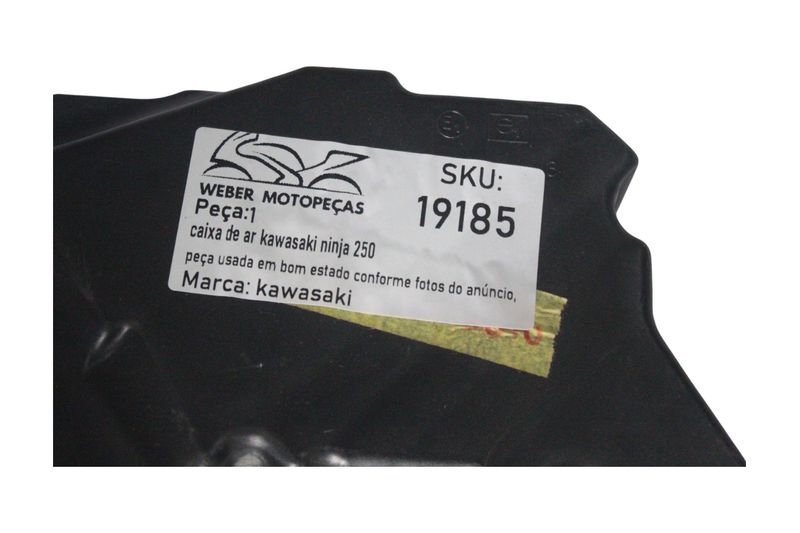 WEBER MOTOPEÇAS
SKU:
19185
Peça:1
caixa de ar kawasaki ninja 250
peça usada em bom estado conforme fotos do anúncio,
Marca: kawasaki